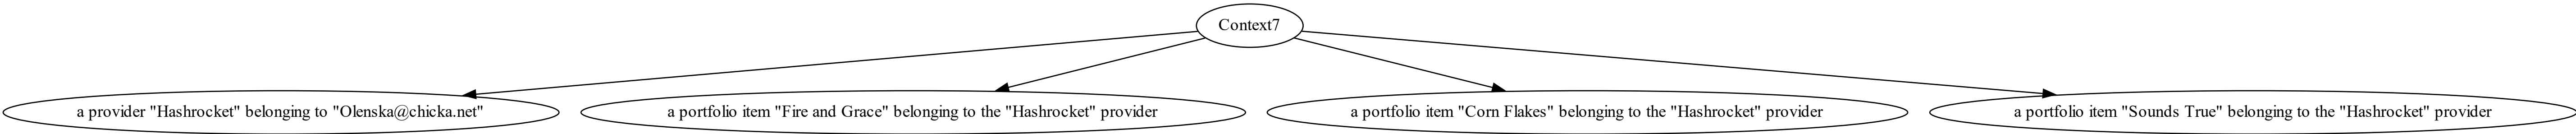 Context7
a provider "Hashrocket" belonging to "Olenska@chicka.net"
a portfolio item "Fire and Grace" belonging to the "Hashrocket" provider
a portfolio item "Corn Flakes" belonging to the "Hashrocket" provider
a portfolio item "Sounds True" belonging to the "Hashrocket" provider